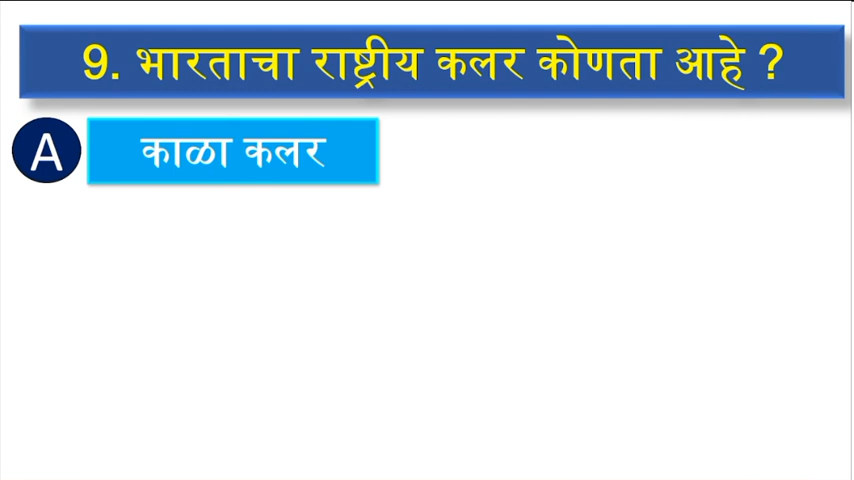 9. भारताचा राष्ट्रीय कलर कोणता आहे ?
A काळा कलर